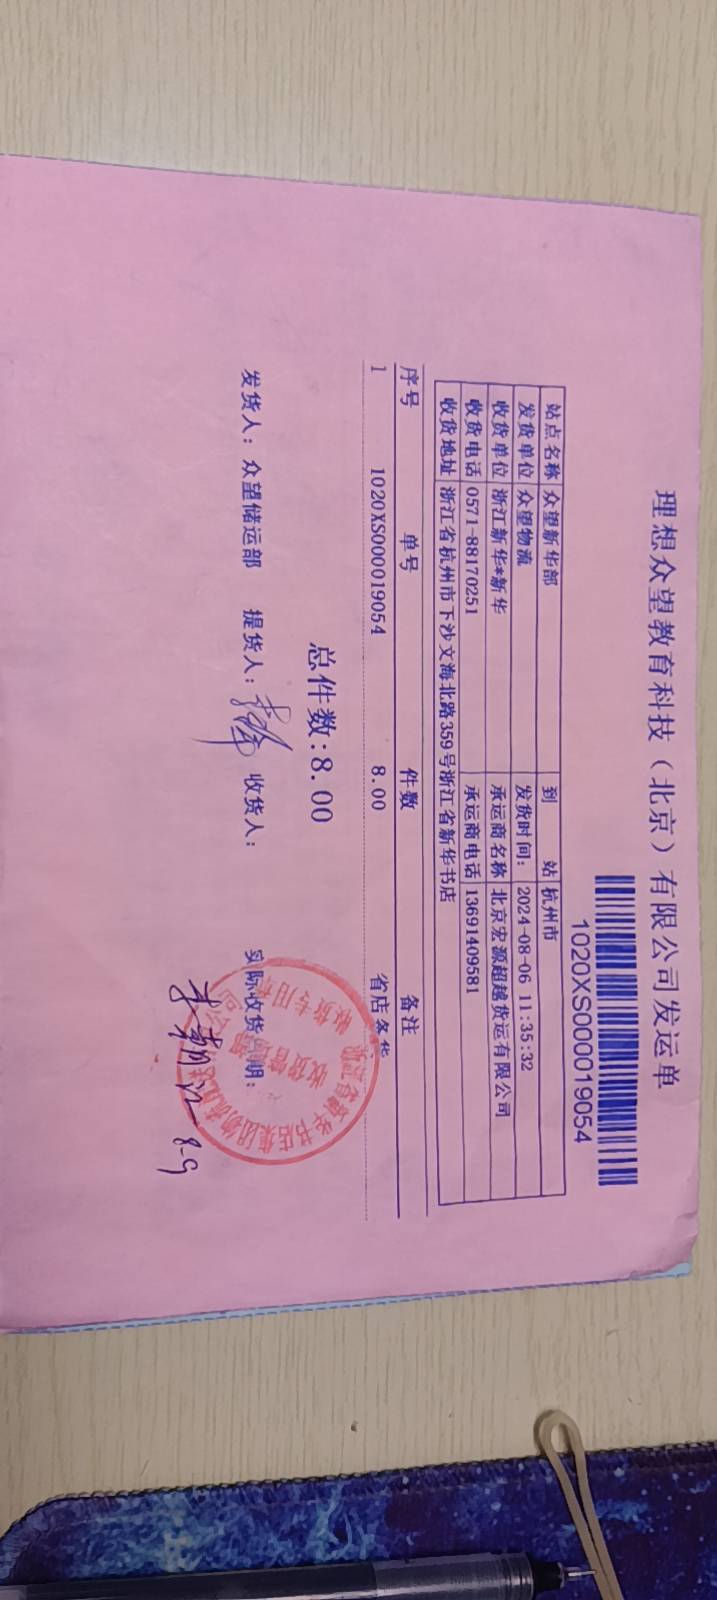 理想众望教育科技（北京）有限公司发运单
1020XS000019054
站点名称 众望新华部 到 站 杭州市
发货单位 众望物流 发货时间: 2024-08-06 11:35:32
收货单位 浙江新华*新华 承运商名称 北京宏源超越货运有限公司
收货电话 0571-88170251 承运商电话 13691409581
收货地址 浙江省杭州市下沙文海北路359号浙江省新华书店
序号 单号 件数 备注
1 1020XS000019054 8.00 省店务华
总件数:8.00
发货人: 众望储运部 提货人: 收货人: 实际收货日期:
收货专用章
8-9